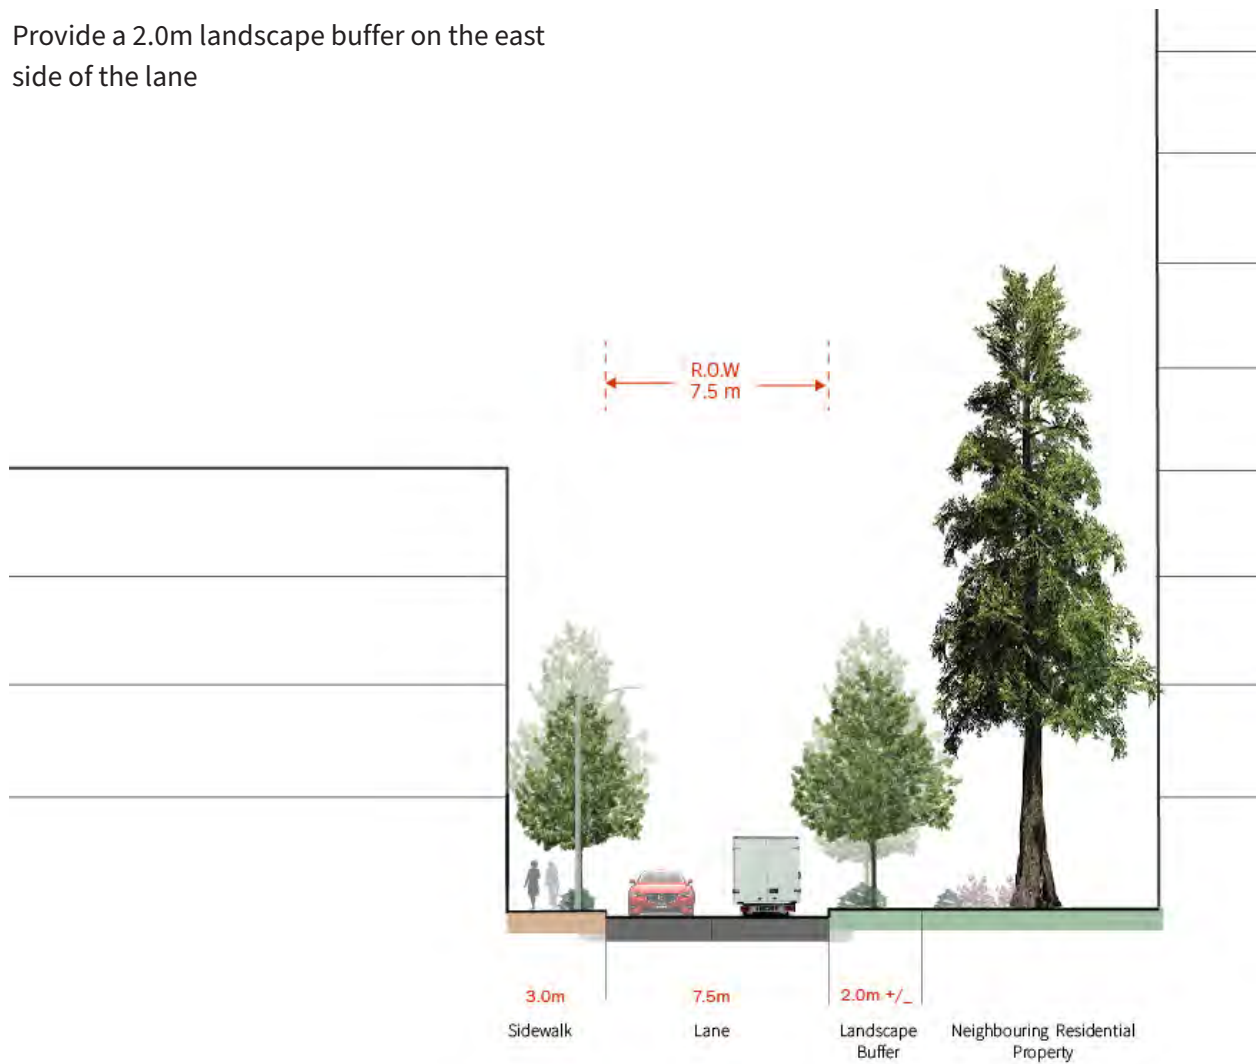 Provide a 2.0m landscape buffer on the east
side of the lane
R.O.W
7.5 m
3.0m
7.5m
2.0m +/_
Sidewalk
Lane
Landscape
Buffer
Neighbouring Residential
Property